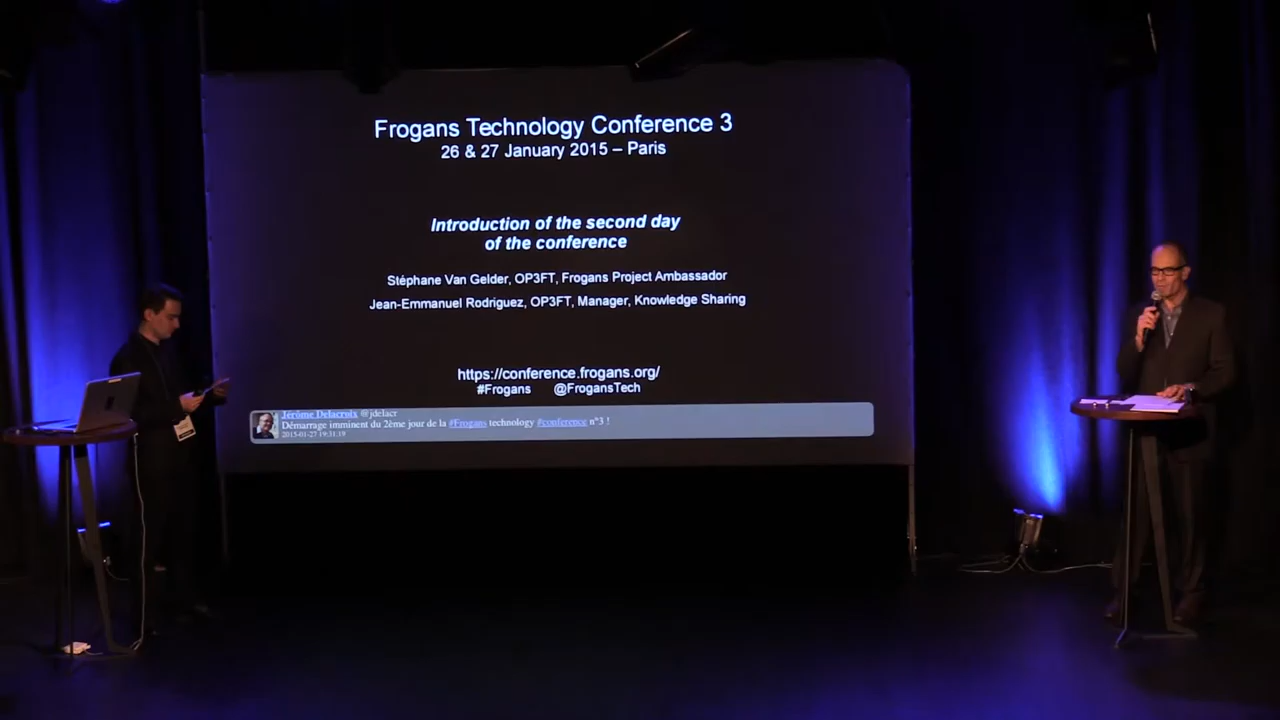 Frogans Technology Conference 3
26 & 27 January 2015 – Paris
Introduction of the second day
of the conference
Stéphane Van Gelder, OP3FT, Frogans Project Ambassador
Jean-Emmanuel Rodriguez, OP3FT, Manager, Knowledge Sharing
https://conference.frogans.org/
#Frogans @FrogansTech
Jérôme Delacroix @jdelacr
Démarrage imminent du 2ème jour de la #Frogans technology #conference n°3 !
2015-01-27 19:31:19